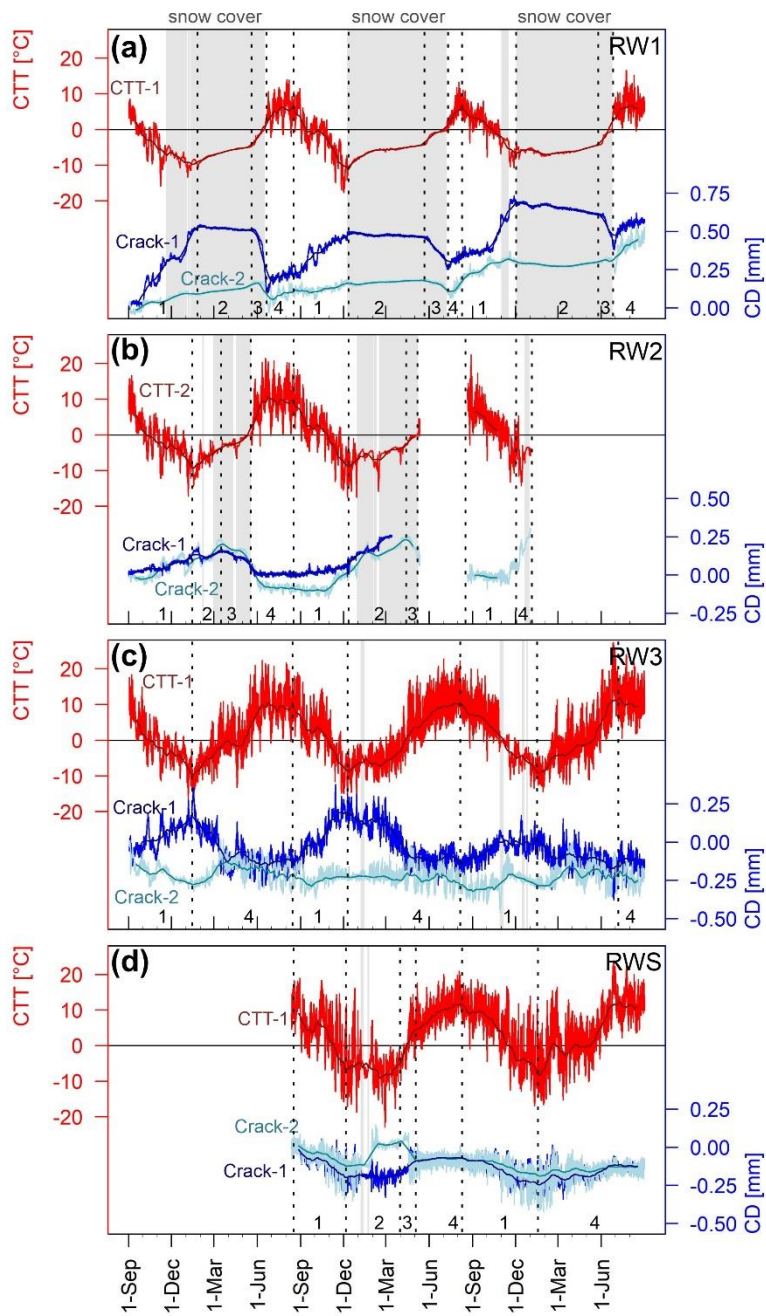 snow cover snow cover snow cover
(a) RW1
CTT [°C]
20
10
0
-10
-20
CTT-1
Crack-1
Crack-2
0.75
0.50
0.25
0.00
CD [mm]
1 2 3 4 1 2 3 4 1 2 3 4
(b) RW2
CTT [°C]
20
10
0
-10
-20
CTT-2
Crack-1
Crack-2
0.50
0.25
0.00
-0.25
CD [mm]
1 2 3 4 1 2 3 1 4
(c) RW3
CTT [°C]
20
10
0
-10
-20
CTT-1
Crack-1
Crack-2
0.25
0.00
-0.25
-0.50
CD [mm]
1 4 1 4 1 4
(d) RWS
CTT [°C]
20
10
0
-10
-20
CTT-1
Crack-2
Crack-1
0.25
0.00
-0.25
-0.50
CD [mm]
1 2 3 4 1 4
1-Sep
1-Dec
1-Mar
1-Jun
1-Sep
1-Dec
1-Mar
1-Jun
1-Sep
1-Dec
1-Mar
1-Jun